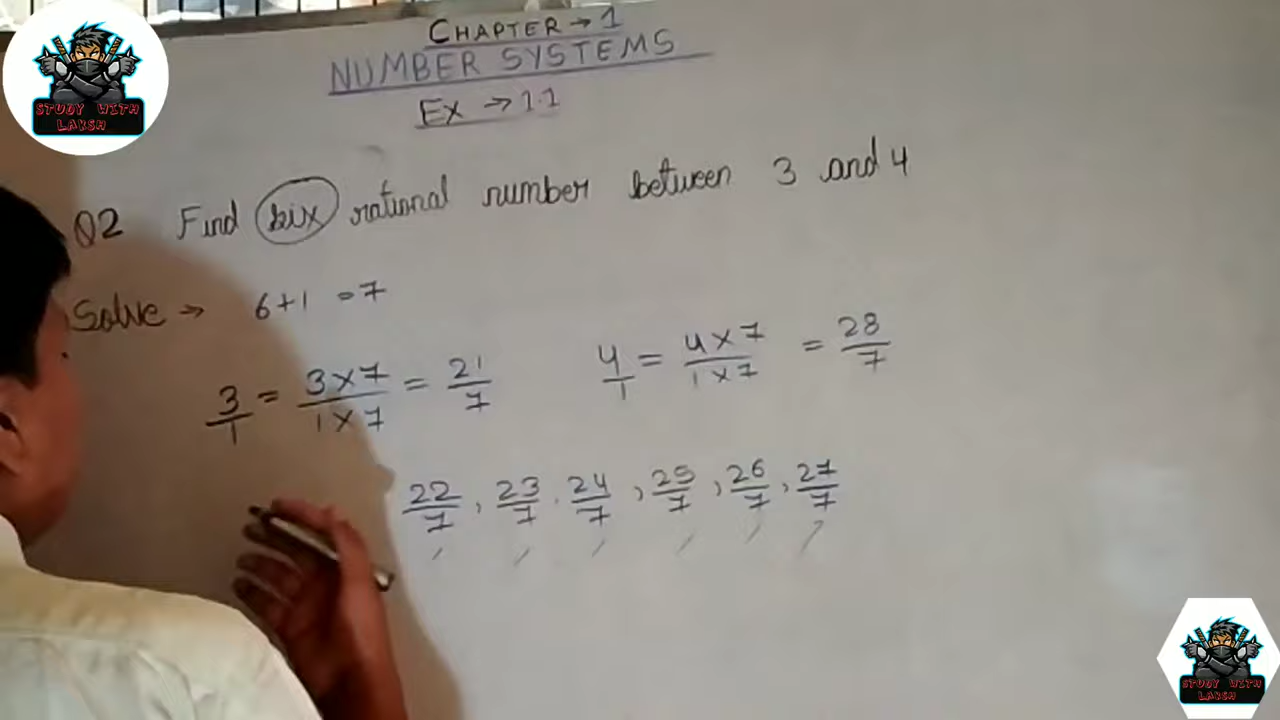 CHAPTER → 1
NUMBER SYSTEMS
Ex → 1.1
Q2 Find six rational number between 3 and 4
Solve → 6+1 = 7
3/1 = 3×7/1×7 = 21/7 4/1 = 4×7/1×7 = 28/7
22/7, 23/7, 24/7, 25/7, 26/7, 27/7
STUDY WITH
LAKSH
STUDY WITH
LAKSH